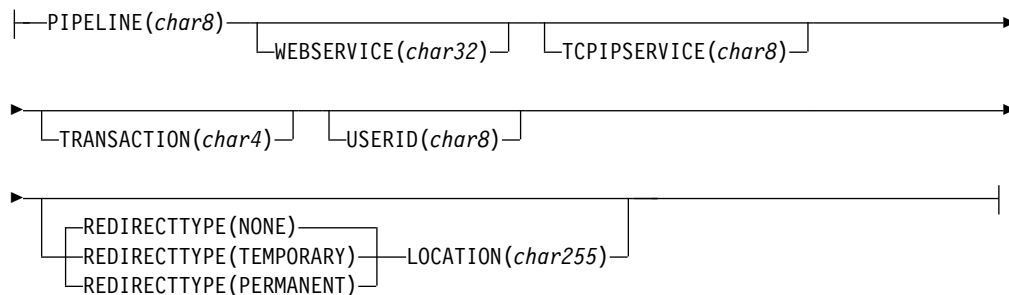 PIPELINE(char8)
WEBSERVICE(char32) TCPIPSERVICE(char8)
TRANSACTION(char4) USERID(char8)
REDIRECTTYPE(NONE)
REDIRECTTYPE(TEMPORARY) LOCATION(char255)
REDIRECTTYPE(PERMANENT)